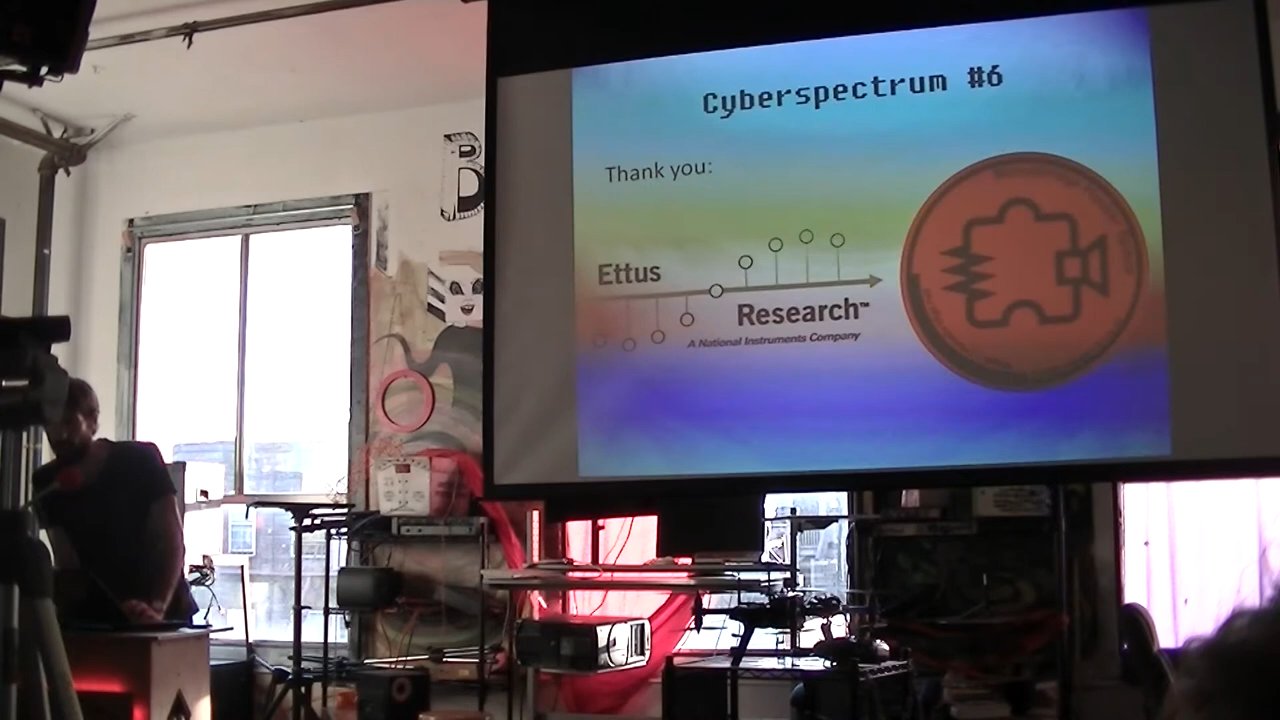 Cyberspectrum #6
Thank you:
Ettus
Research™
A National Instruments Company
B